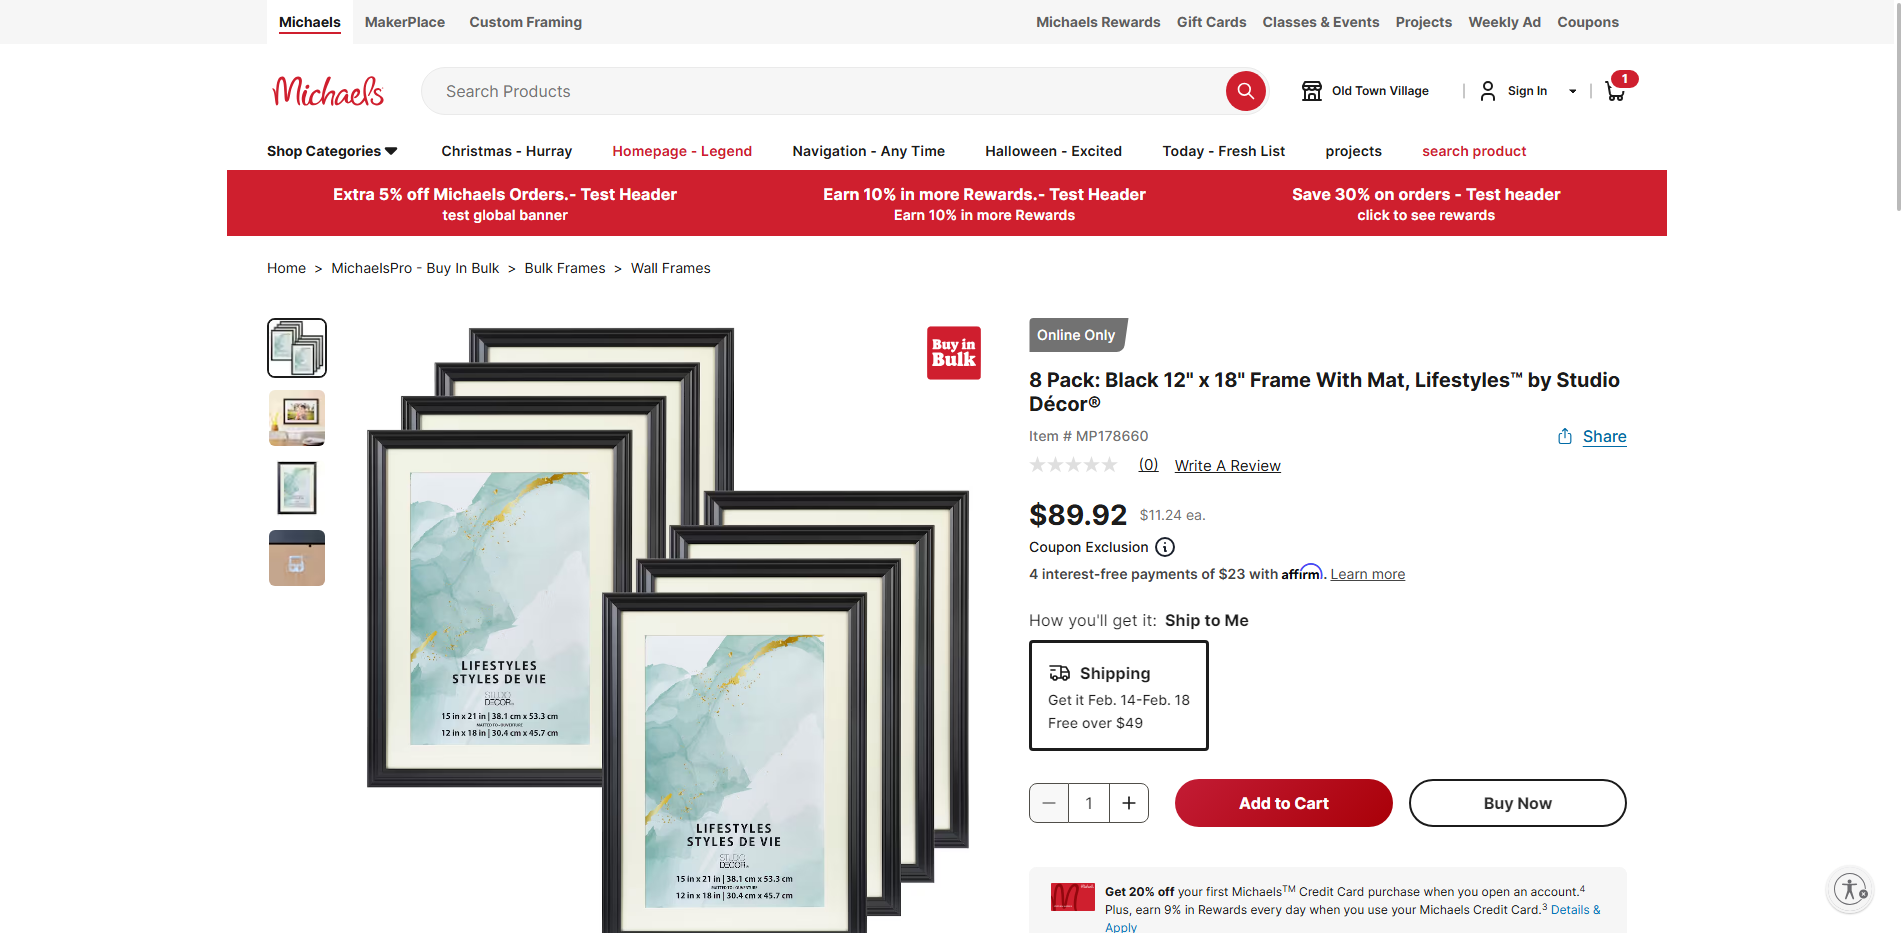 Michaels MakerPlace Custom Framing Michaels Rewards Gift Cards Classes & Events Projects Weekly Ad Coupons
Michaels Search Products Old Town Village | Sign In | 1
Shop Categories Christmas - Hurray Homepage - Legend Navigation - Any Time Halloween - Excited Today - Fresh List projects search product
Extra 5% off Michaels Orders.- Test Header Earn 10% in more Rewards.- Test Header Save 30% on orders - Test header
test global banner Earn 10% in more Rewards click to see rewards
Home > MichaelsPro - Buy In Bulk > Bulk Frames > Wall Frames
Buy in
Bulk
LIFESTYLES
STYLES DE VIE
STUDIO
DÉCOR
15 in x 21 in | 38.1 cm x 53.3 cm
MATTED TO • OUVERTURE
12 in x 18 in | 30.4 cm x 45.7 cm
LIFESTYLES
STYLES DE VIE
STUDIO
DÉCOR
15 in x 21 in | 38.1 cm x 53.3 cm
MATTED TO • OUVERTURE
12 in x 18 in | 30.4 cm x 45.7 cm
Online Only
8 Pack: Black 12" x 18" Frame With Mat, Lifestyles™ by Studio
Décor®
Item # MP178660 Share
(0) Write A Review
$89.92 $11.24 ea.
Coupon Exclusion
4 interest-free payments of $23 with affirm. Learn more
How you'll get it: Ship to Me
Shipping
Get it Feb. 14-Feb. 18
Free over $49
− 1 + Add to Cart Buy Now
Get 20% off your first Michaels™ Credit Card purchase when you open an account.⁴
Plus, earn 9% in Rewards every day when you use your Michaels Credit Card.³ Details &
Apply